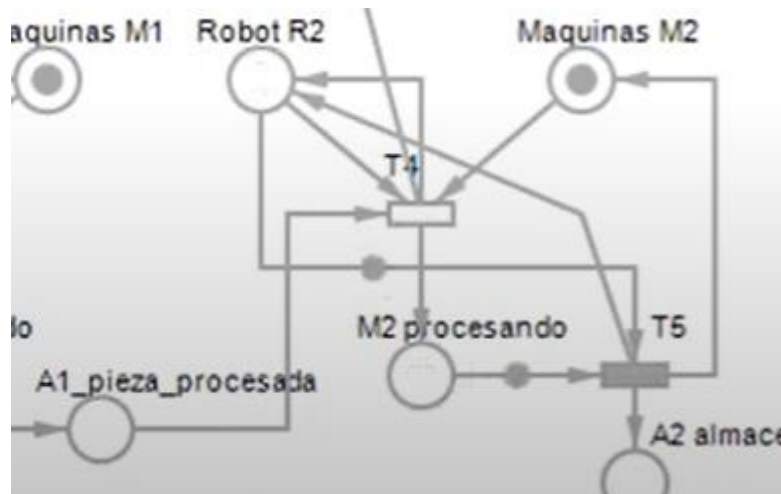 aquinas M1
Robot R2
Maquinas M2
T4
do
M2 procesando
T5
A1_pieza_procesada
A2 almace